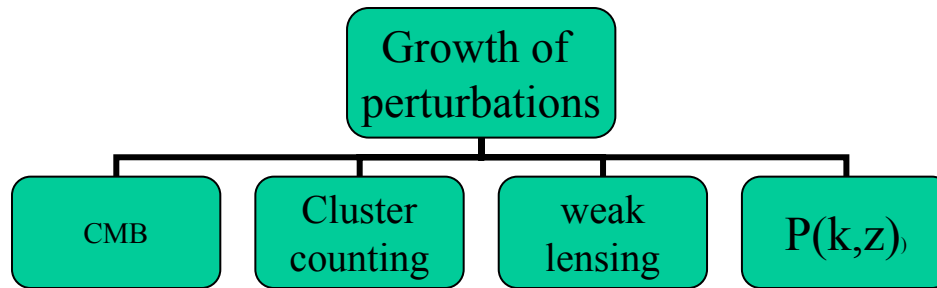 Growth of
perturbations
CMB
Cluster
counting
weak
lensing
P(k,z))